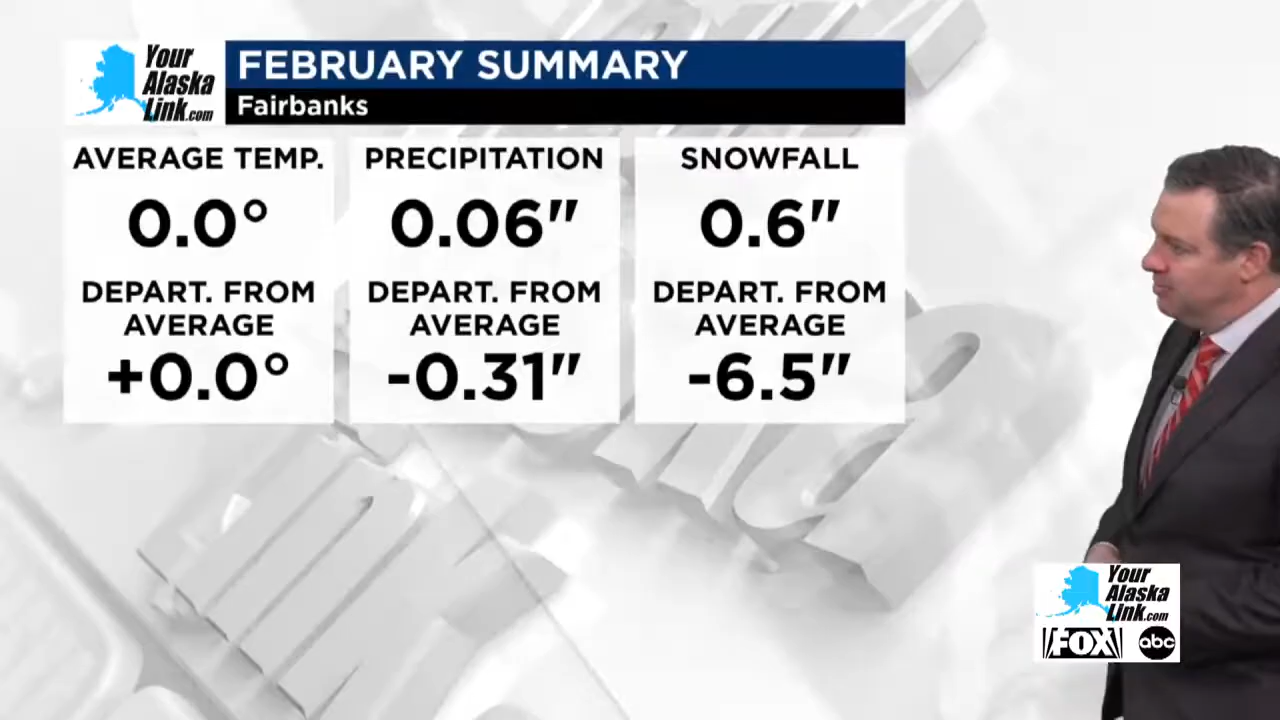 Your
Alaska
Link.com
FEBRUARY SUMMARY
Fairbanks
AVERAGE TEMP.
0.0°
DEPART. FROM
AVERAGE
+0.0°
PRECIPITATION
0.06"
DEPART. FROM
AVERAGE
-0.31"
SNOWFALL
0.6"
DEPART. FROM
AVERAGE
-6.5"
Your
Alaska
Link.com
FOX abc